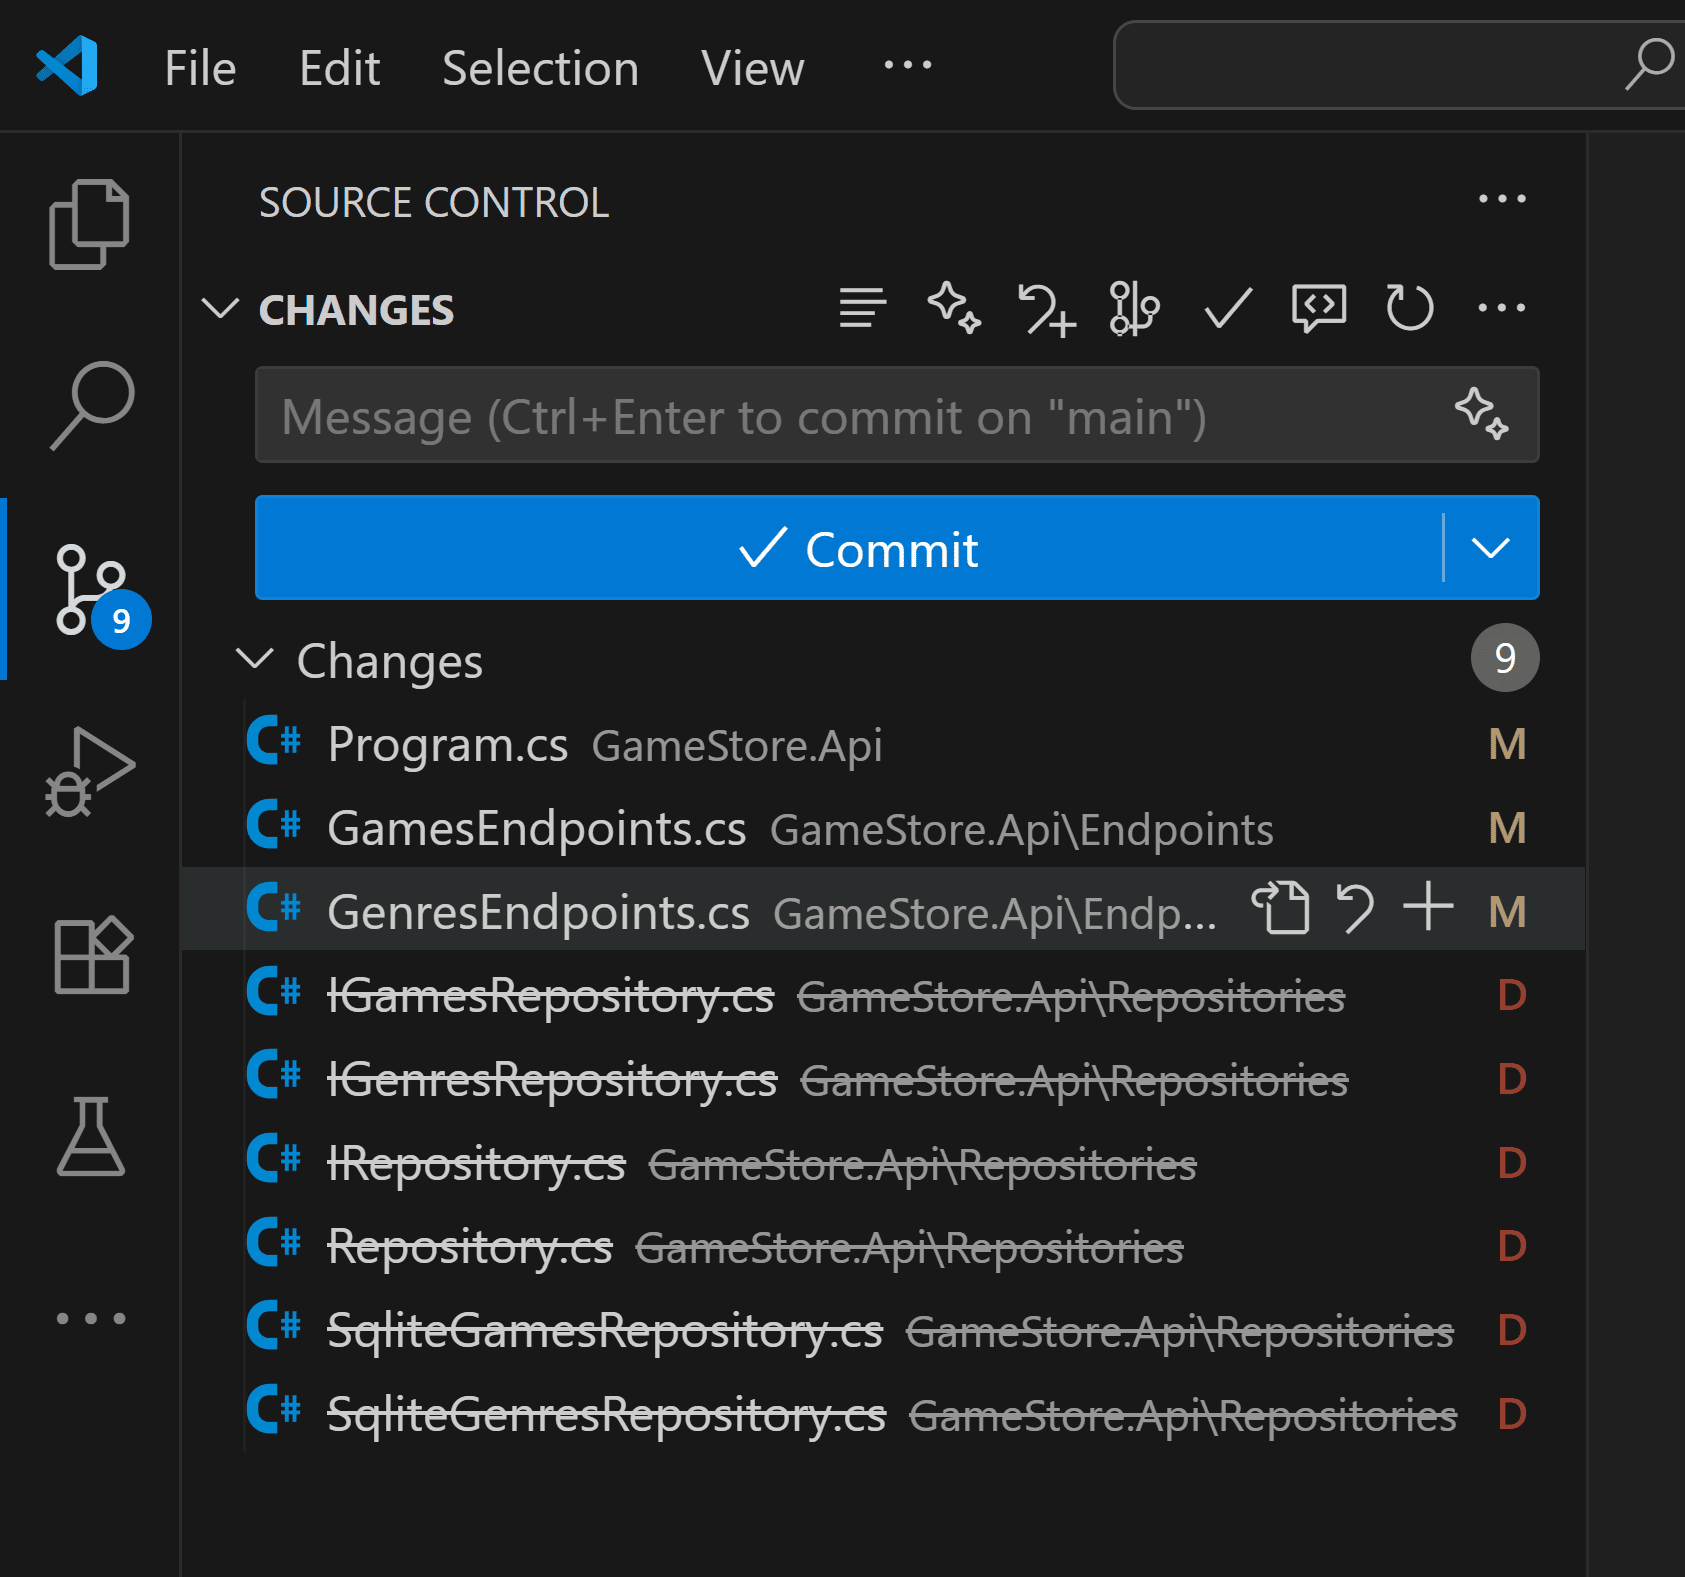 File Edit Selection View ...
SOURCE CONTROL ...
CHANGES ...
Message (Ctrl+Enter to commit on "main")
Commit
9
Changes 9
C# Program.cs GameStore.Api M
C# GamesEndpoints.cs GameStore.Api\Endpoints M
C# GenresEndpoints.cs GameStore.Api\Endp... M
C# IGamesRepository.cs GameStore.Api\Repositories D
C# IGenresRepository.cs GameStore.Api\Repositories D
C# IRepository.cs GameStore.Api\Repositories D
C# Repository.cs GameStore.Api\Repositories D
C# SqliteGamesRepository.cs GameStore.Api\Repositories D
C# SqliteGenresRepository.cs GameStore.Api\Repositories D